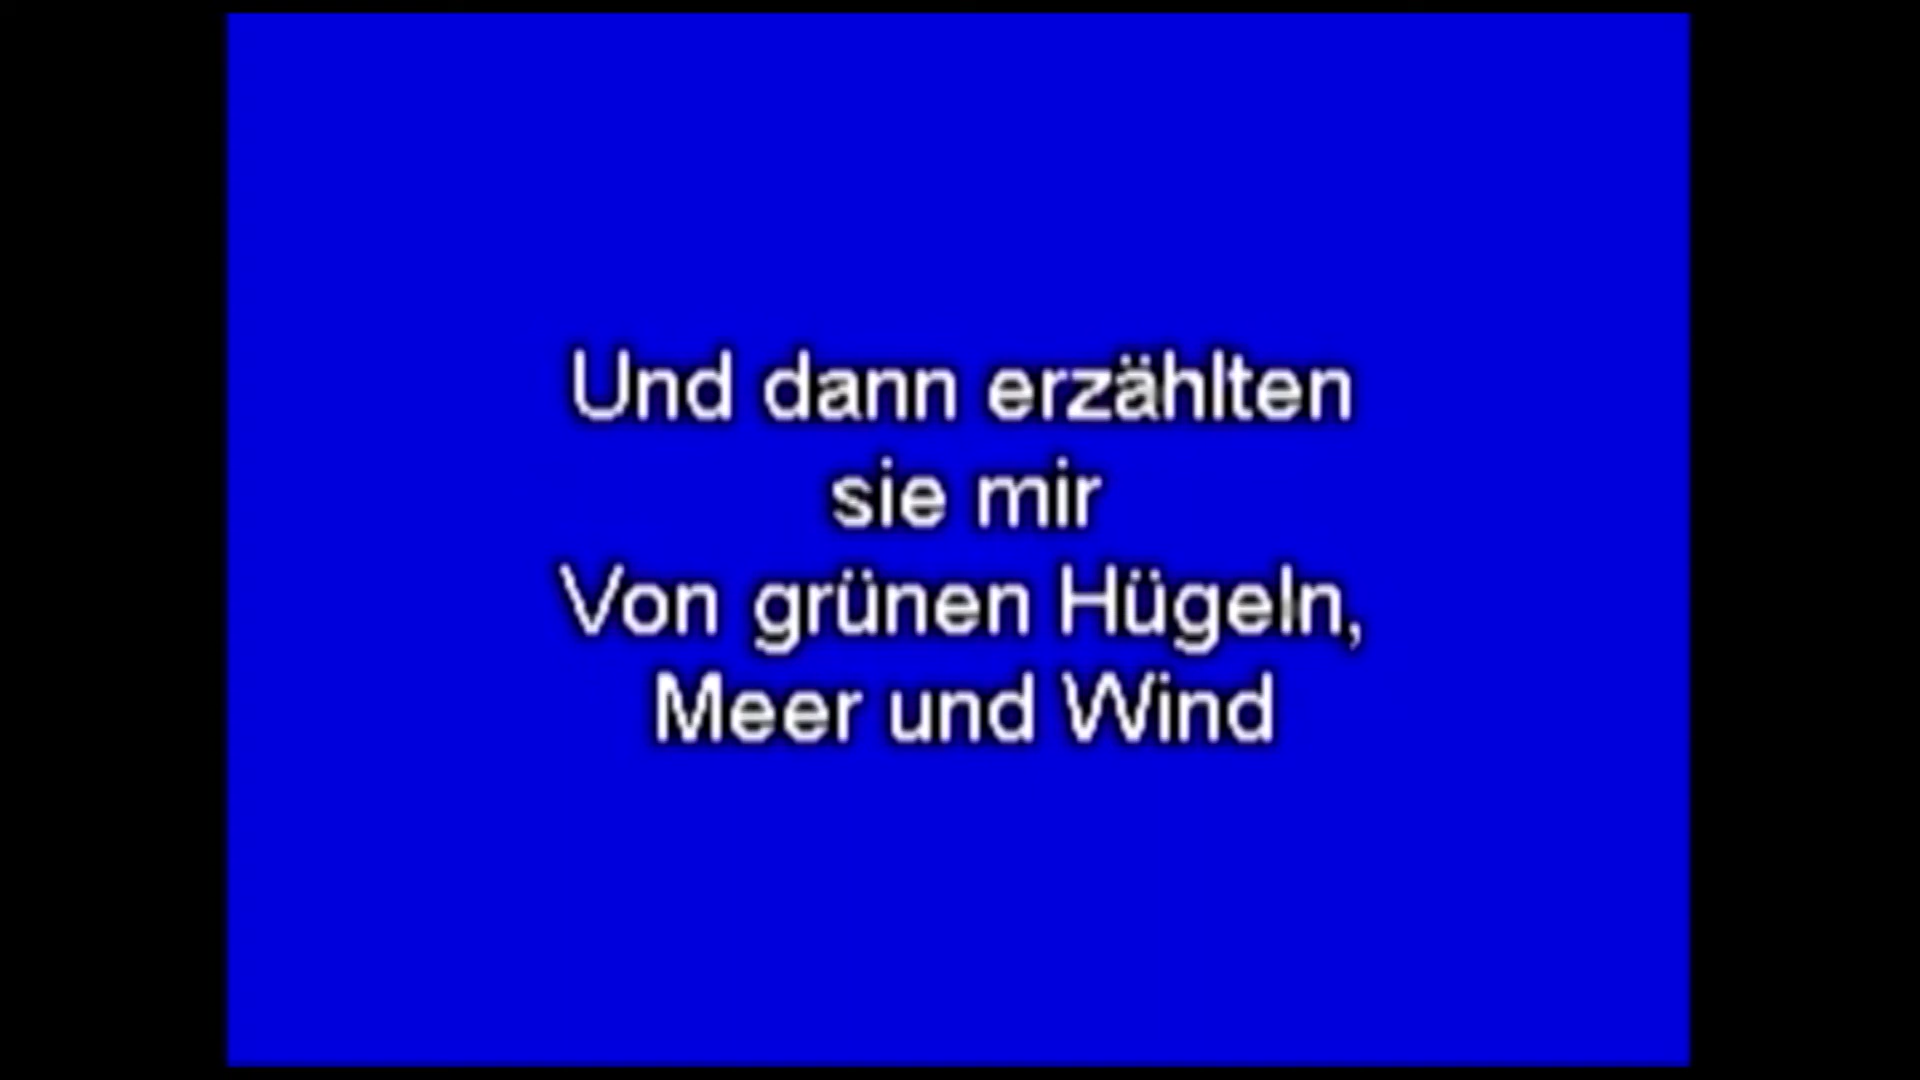 Und dann erzählten
sie mir
Von grünen Hügeln,
Meer und Wind